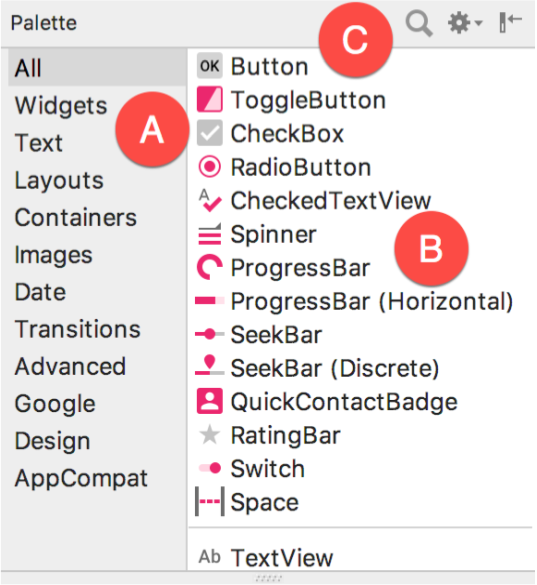 Palette
C
All
Widgets
A
Text
Layouts
Containers
Images
Date
Transitions
Advanced
Google
Design
AppCompat
OK Button
ToggleButton
CheckBox
RadioButton
A CheckedTextView
Spinner
B
ProgressBar
ProgressBar (Horizontal)
SeekBar
SeekBar (Discrete)
QuickContactBadge
RatingBar
Switch
Space
Ab TextView